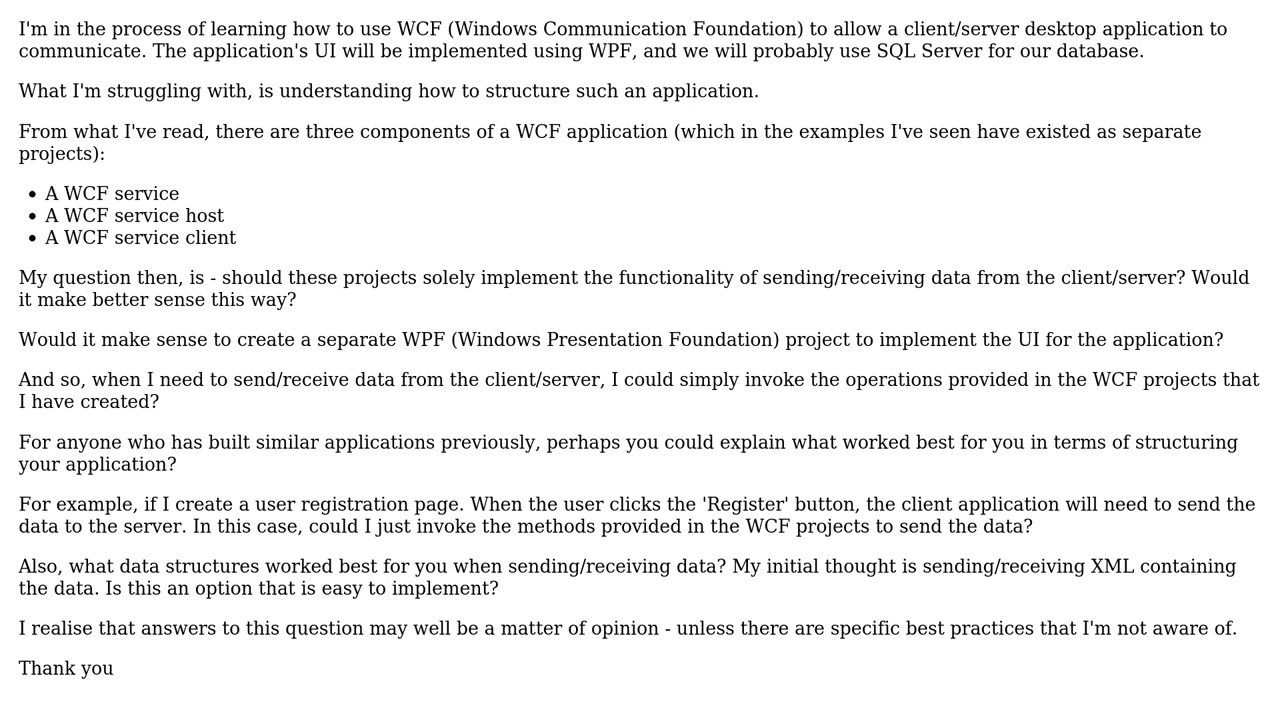 I'm in the process of learning how to use WCF (Windows Communication Foundation) to allow a client/server desktop application to
communicate. The application's UI will be implemented using WPF, and we will probably use SQL Server for our database.
What I'm struggling with, is understanding how to structure such an application.
From what I've read, there are three components of a WCF application (which in the examples I've seen have existed as separate
projects):
• A WCF service
• A WCF service host
• A WCF service client
My question then, is - should these projects solely implement the functionality of sending/receiving data from the client/server? Would
it make better sense this way?
Would it make sense to create a separate WPF (Windows Presentation Foundation) project to implement the UI for the application?
And so, when I need to send/receive data from the client/server, I could simply invoke the operations provided in the WCF projects that
I have created?
For anyone who has built similar applications previously, perhaps you could explain what worked best for you in terms of structuring
your application?
For example, if I create a user registration page. When the user clicks the 'Register' button, the client application will need to send the
data to the server. In this case, could I just invoke the methods provided in the WCF projects to send the data?
Also, what data structures worked best for you when sending/receiving data? My initial thought is sending/receiving XML containing
the data. Is this an option that is easy to implement?
I realise that answers to this question may well be a matter of opinion - unless there are specific best practices that I'm not aware of.
Thank you